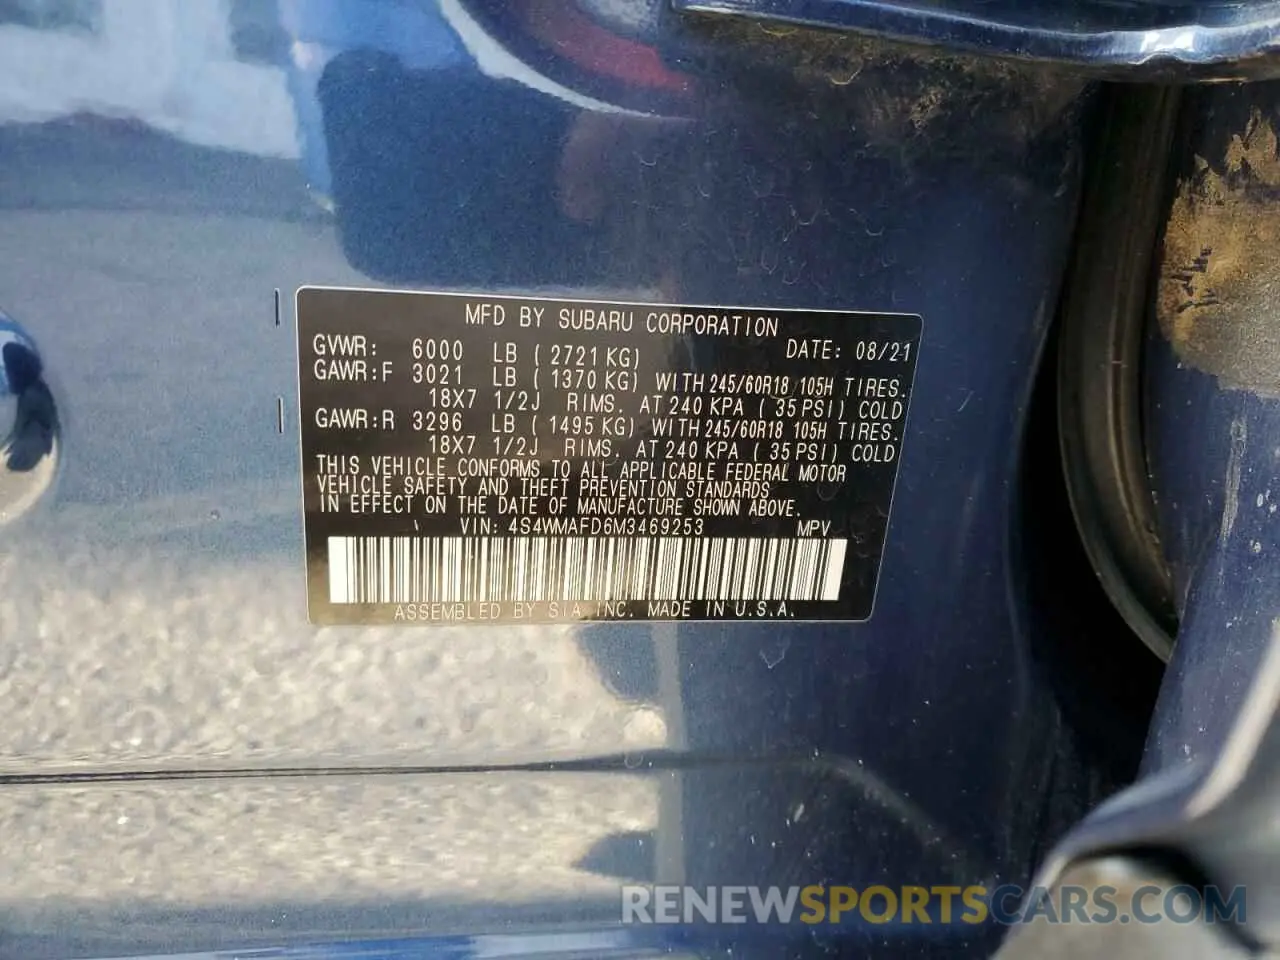 MFD BY SUBARU CORPORATION
GVWR: 6000 LB ( 2721 KG) DATE: 08/21
GAWR:F 3021 LB ( 1370 KG) WITH 245/60R18 105H TIRES.
18X7 1/2J RIMS. AT 240 KPA ( 35 PSI) COLD
GAWR:R 3296 LB ( 1495 KG) WITH 245/60R18 105H TIRES.
18X7 1/2J RIMS. AT 240 KPA ( 35 PSI) COLD
THIS VEHICLE CONFORMS TO ALL APPLICABLE FEDERAL MOTOR
VEHICLE SAFETY AND THEFT PREVENTION STANDARDS
IN EFFECT ON THE DATE OF MANUFACTURE SHOWN ABOVE.
VIN: 4S4WMAFD6M3469253 MPV
ASSEMBLED BY SIA INC. MADE IN U.S.A.
RENEWSPORTSCARS.COM